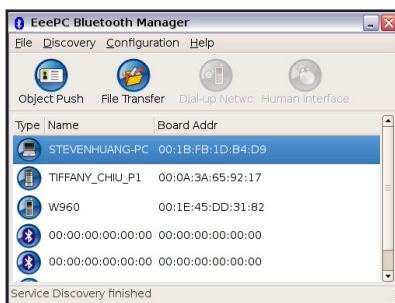 EeePC Bluetooth Manager
File Discovery Configuration Help
Object Push File Transfer Dial-up Netwc Human Interface
Type Name Board Addr
STEVENHUANG-PC 00:1B:FB:1D:B4:D9
TIFFANY_CHIU_P1 00:0A:3A:65:92:17
W960 00:1E:45:DD:31:82
00:00:00:00:00:00 00:00:00:00:00:00
00:00:00:00:00:00 00:00:00:00:00:00
Service Discovery finished